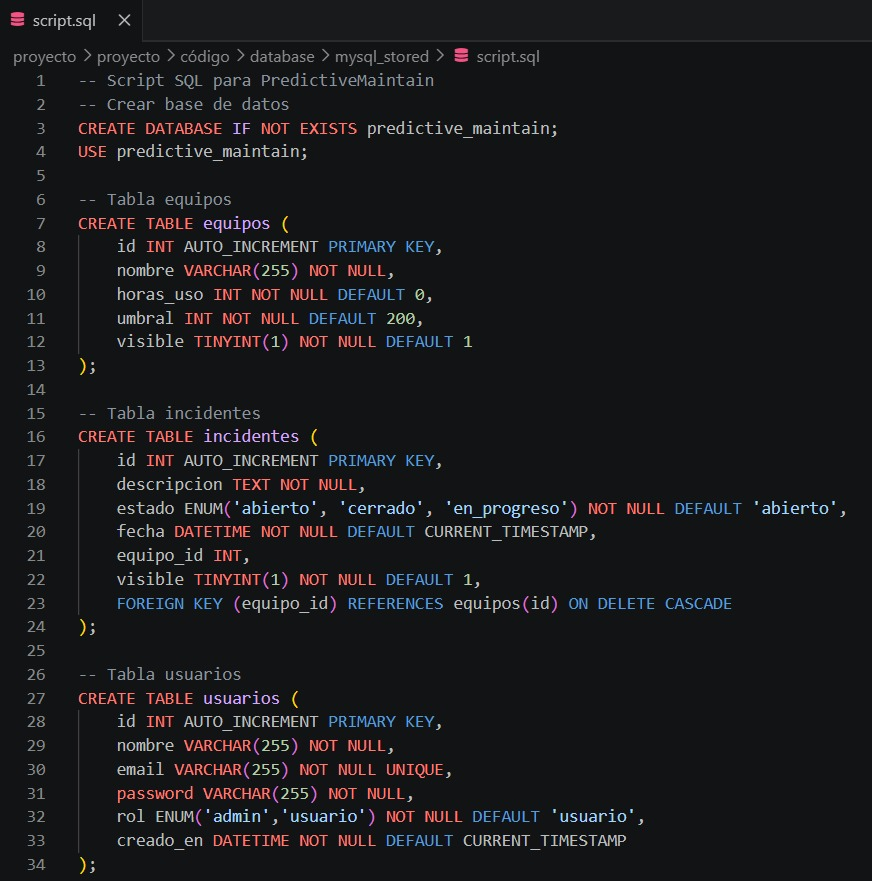 script.sql
proyecto > proyecto > código > database > mysql_stored > script.sql
1 -- Script SQL para PredictiveMaintain
2 -- Crear base de datos
3 CREATE DATABASE IF NOT EXISTS predictive_maintain;
4 USE predictive_maintain;
5
6 -- Tabla equipos
7 CREATE TABLE equipos (
8     id INT AUTO_INCREMENT PRIMARY KEY,
9     nombre VARCHAR(255) NOT NULL,
10     horas_uso INT NOT NULL DEFAULT 0,
11     umbral INT NOT NULL DEFAULT 200,
12     visible TINYINT(1) NOT NULL DEFAULT 1
13 );
14
15 -- Tabla incidentes
16 CREATE TABLE incidentes (
17     id INT AUTO_INCREMENT PRIMARY KEY,
18     descripcion TEXT NOT NULL,
19     estado ENUM('abierto', 'cerrado', 'en_progreso') NOT NULL DEFAULT 'abierto',
20     fecha DATETIME NOT NULL DEFAULT CURRENT_TIMESTAMP,
21     equipo_id INT,
22     visible TINYINT(1) NOT NULL DEFAULT 1,
23     FOREIGN KEY (equipo_id) REFERENCES equipos(id) ON DELETE CASCADE
24 );
25
26 -- Tabla usuarios
27 CREATE TABLE usuarios (
28     id INT AUTO_INCREMENT PRIMARY KEY,
29     nombre VARCHAR(255) NOT NULL,
30     email VARCHAR(255) NOT NULL UNIQUE,
31     password VARCHAR(255) NOT NULL,
32     rol ENUM('admin','usuario') NOT NULL DEFAULT 'usuario',
33     creado_en DATETIME NOT NULL DEFAULT CURRENT_TIMESTAMP
34 );